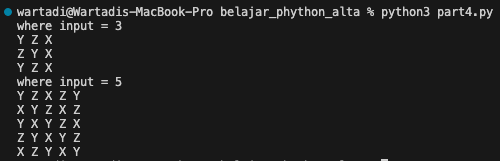 wartadi@Wartadis-MacBook-Pro belajar_phython_alta % python3 part4.py
where input = 3
Y Z X
Z Y X
Y Z X
where input = 5
Y Z X Z Y
X Y Z X Z
Y X Y Z X
Z Y X Y Z
X Z Y X Y